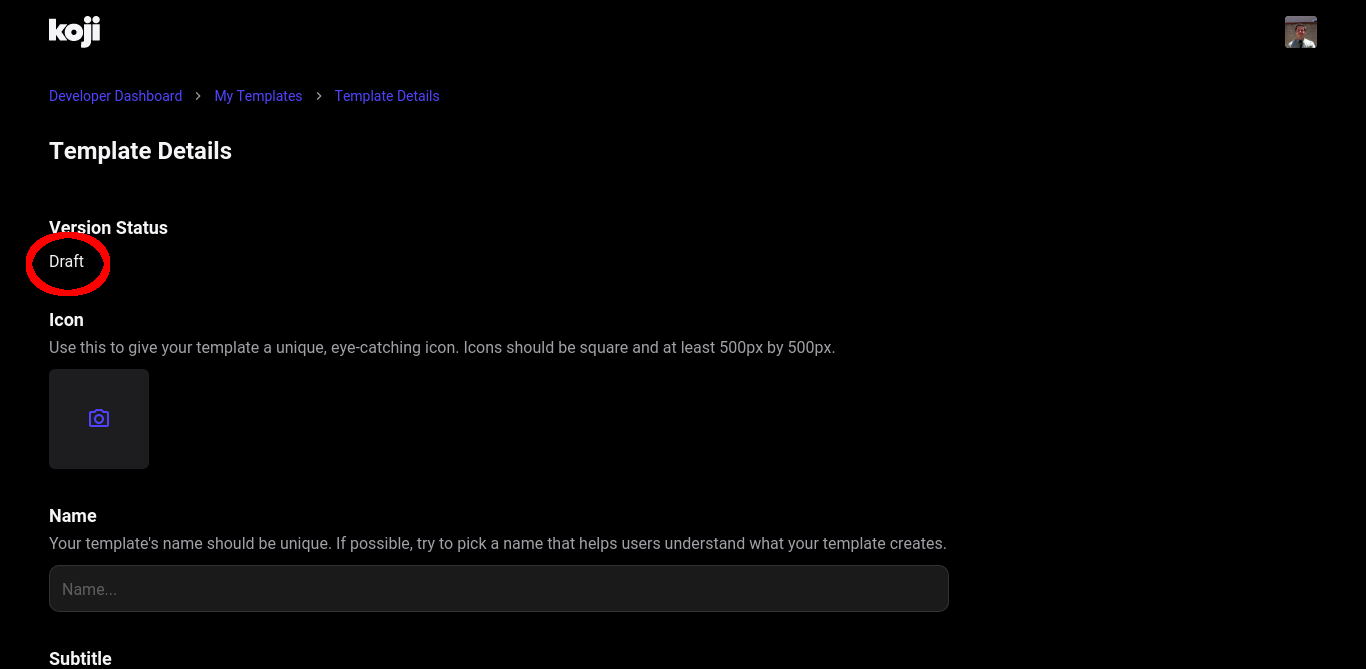 koji
Developer Dashboard > My Templates > Template Details
Template Details
Version Status
Draft
Icon
Use this to give your template a unique, eye-catching icon. Icons should be square and at least 500px by 500px.
Name
Your template's name should be unique. If possible, try to pick a name that helps users understand what your template creates.
Name...
Subtitle